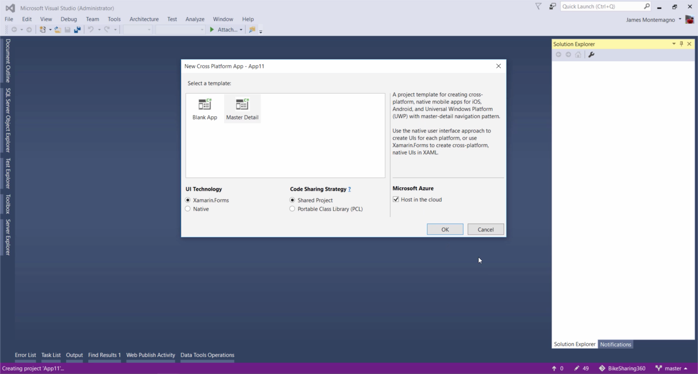 Microsoft Visual Studio (Administrator)
Quick Launch (Ctrl+Q)
File Edit View Debug Team Tools Architecture Test Analyze Window Help
James Montemagno
Attach...
Document Outline
SQL Server Object Explorer
Test Explorer
Toolbox
Server Explorer
New Cross Platform App - App11
Select a template:
Blank App
Master Detail
A project template for creating cross-
platform, native mobile apps for iOS,
Android, and Universal Windows Platform
(UWP) with master-detail navigation pattern.
Use the native user interface approach to
create UIs for each platform, or use
Xamarin.Forms to create cross-platform,
native UIs in XAML.
UI Technology
Xamarin.Forms
Native
Code Sharing Strategy ?
Shared Project
Portable Class Library (PCL)
Microsoft Azure
Host in the cloud
OK
Cancel
Solution Explorer
Solution Explorer Notifications
Error List Task List Output Find Results 1 Web Publish Activity Data Tools Operations
Creating project 'App11'...
0 49 BikeSharing360 master